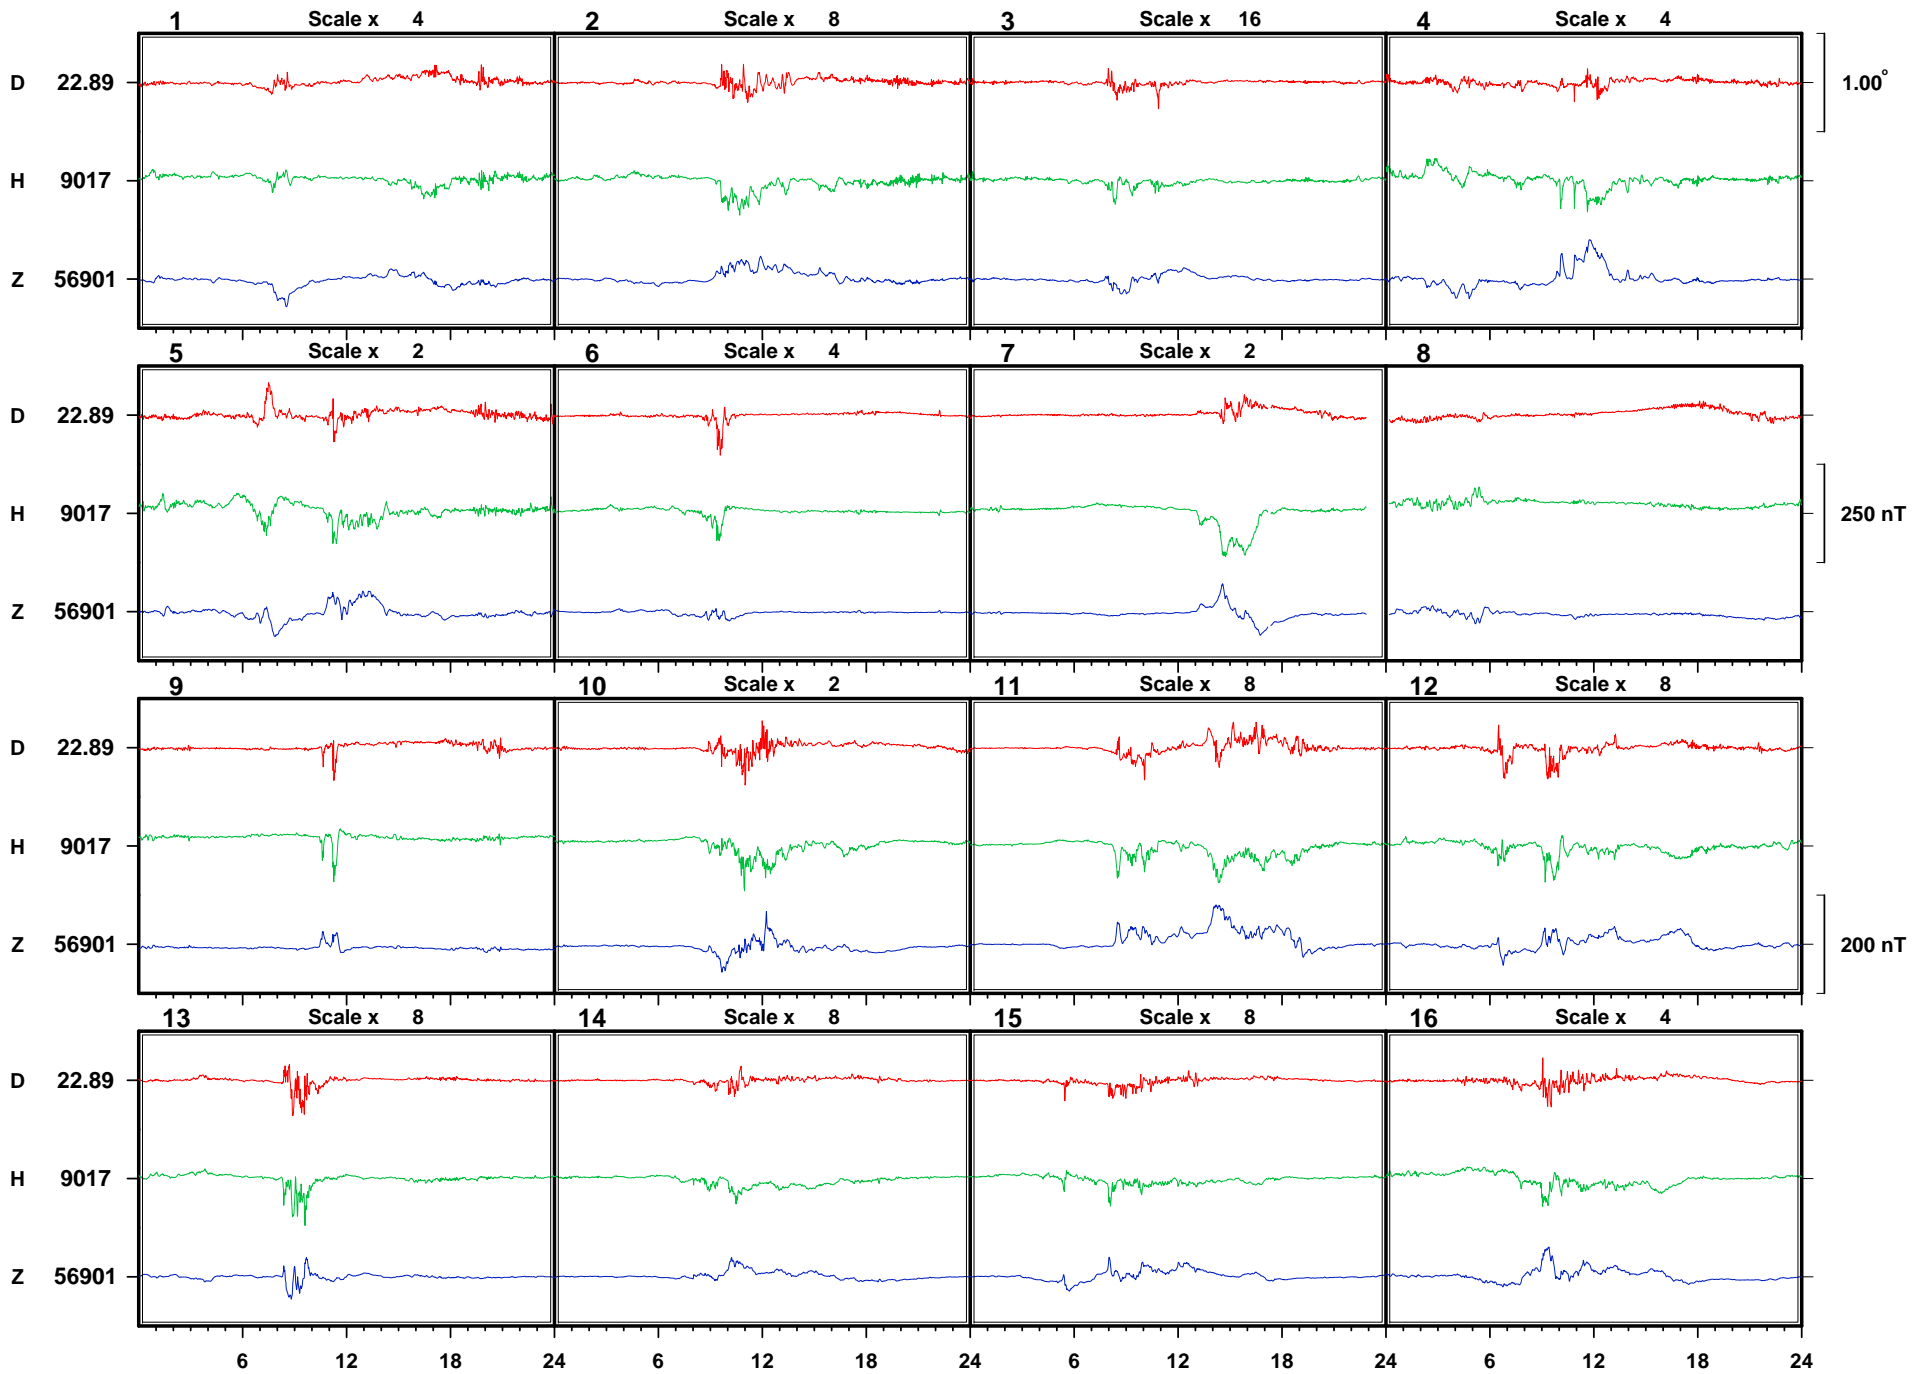 1 Scale x 4 2 Scale x 8 3 Scale x 16 4 Scale x 4
D 22.89 1.00°
H 9017
Z 56901
5 Scale x 2 6 Scale x 4 7 Scale x 2 8
D 22.89
H 9017 250 nT
Z 56901
9 10 Scale x 2 11 Scale x 8 12 Scale x 8
D 22.89
H 9017
Z 56901 200 nT
13 Scale x 8 14 Scale x 8 15 Scale x 8 16 Scale x 4
D 22.89
H 9017
Z 56901
6 12 18 24 6 12 18 24 6 12 18 24 6 12 18 24